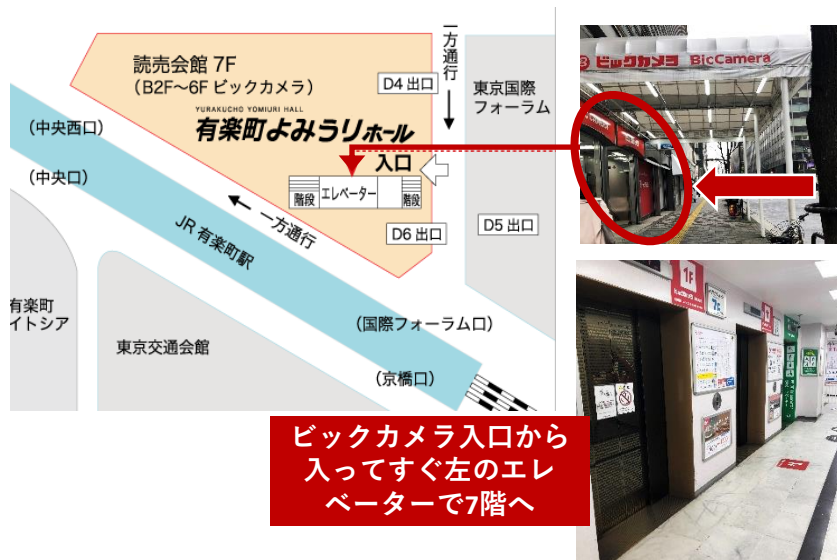 読売会館 7F
（B2F～6F ビックカメラ）
YURAKUCHO YOMIURI HALL
有楽町よみうりホール
入口
階段
エレベーター
階段
D4 出口
D6 出口
一方通行
東京国際
フォーラム
D5 出口
（中央西口）
（中央口）
一方通行
JR 有楽町駅
（国際フォーラム口）
（京橋口）
有楽町
イトシア
東京交通会館
ビックカメラ BicCamera
1F
ビックカメラ入口から
入ってすぐ左のエレ
ベーターで7階へ